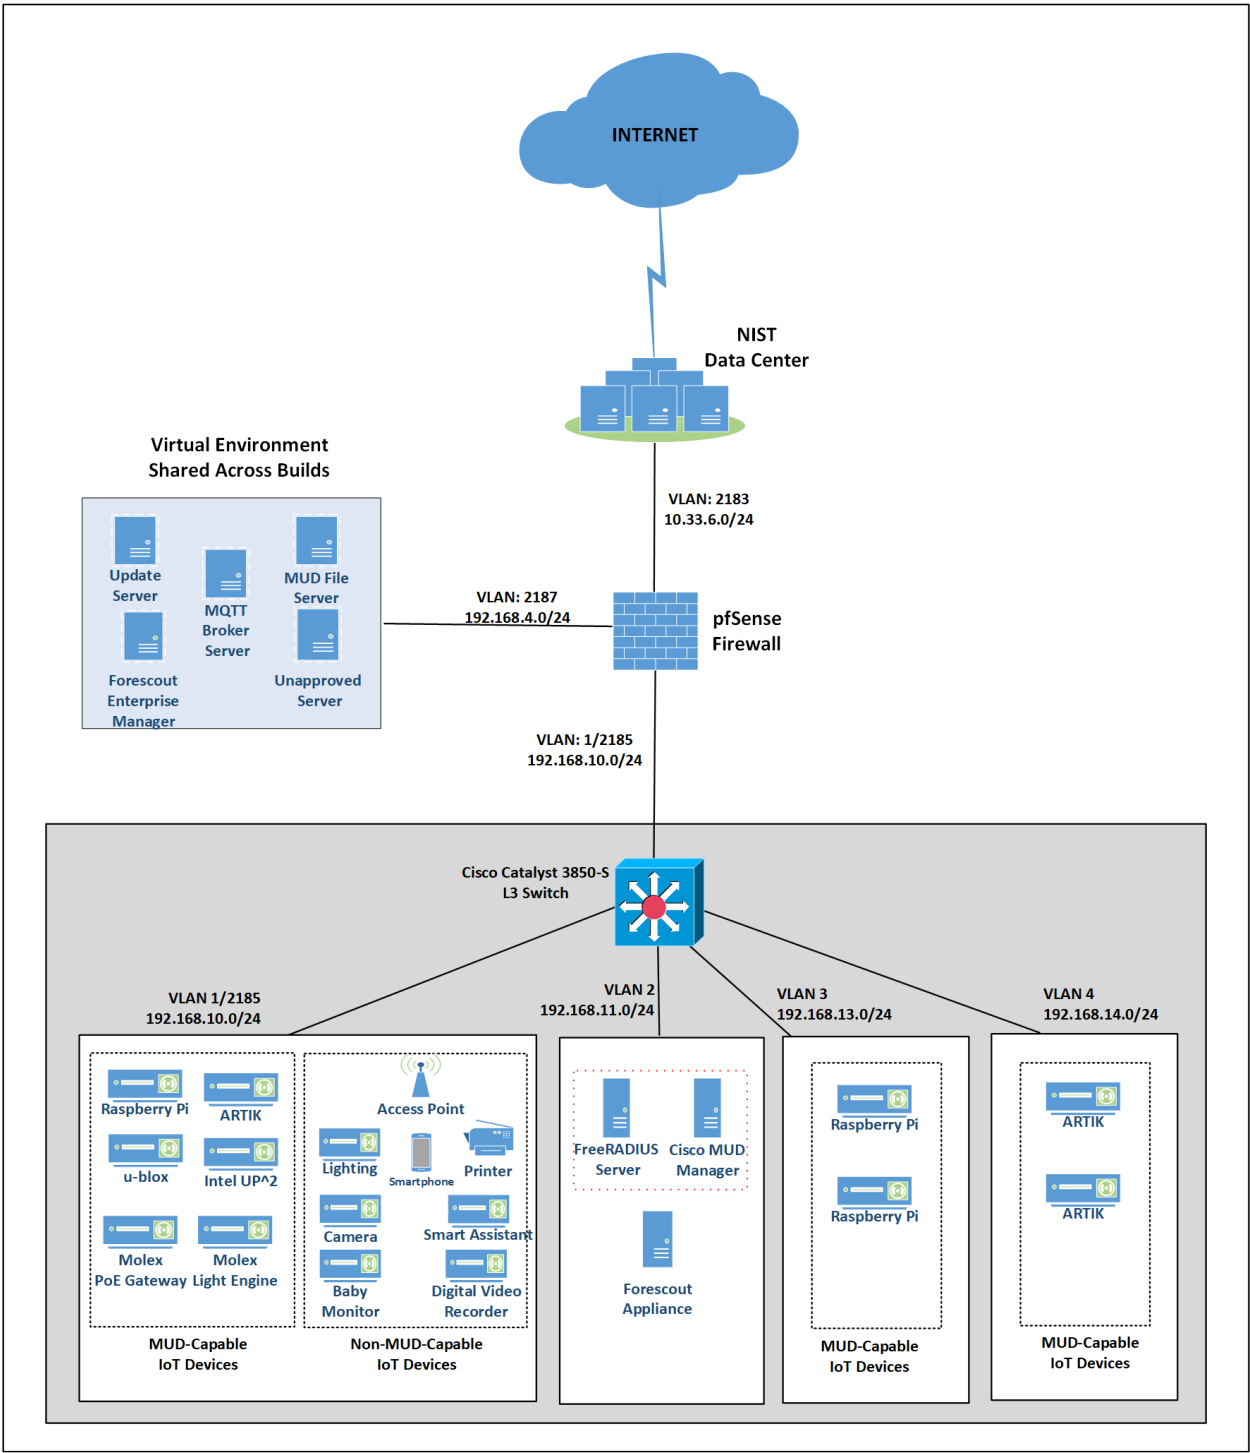 INTERNET
NIST
Data Center
Virtual Environment
Shared Across Builds
VLAN: 2183
10.33.6.0/24
Update
Server
MQTT
Broker
Server
MUD File
Server
Forescout
Enterprise
Manager
Unapproved
Server
VLAN: 2187
192.168.4.0/24
pfSense
Firewall
VLAN: 1/2185
192.168.10.0/24
Cisco Catalyst 3850-S
L3 Switch
VLAN 1/2185
192.168.10.0/24
VLAN 2
192.168.11.0/24
VLAN 3
192.168.13.0/24
VLAN 4
192.168.14.0/24
Raspberry Pi
ARTIK
u-blox
Intel UP^2
Molex
PoE Gateway
Molex
Light Engine
MUD-Capable
IoT Devices
Access Point
Lighting
Smartphone
Printer
Camera
Smart Assistant
Baby
Monitor
Digital Video
Recorder
Non-MUD-Capable
IoT Devices
FreeRADIUS
Server
Cisco MUD
Manager
Forescout
Appliance
Raspberry Pi
Raspberry Pi
MUD-Capable
IoT Devices
ARTIK
ARTIK
MUD-Capable
IoT Devices